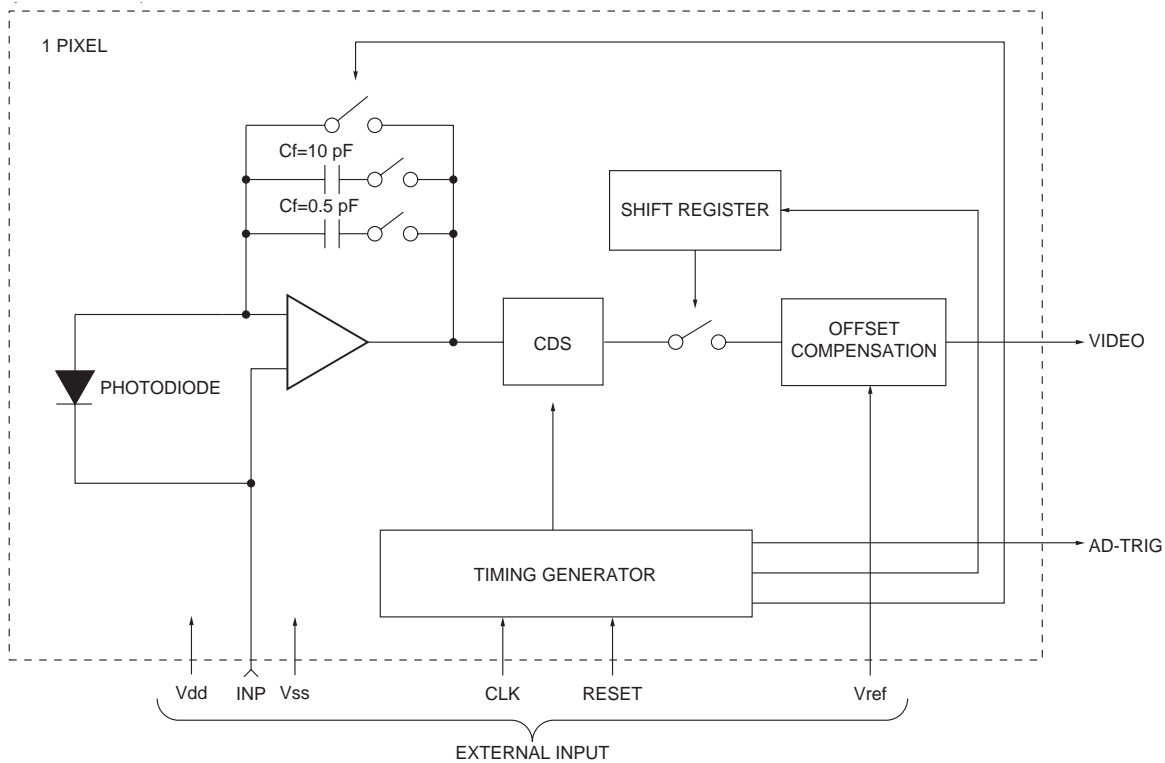 1 PIXEL
Cf=10 pF
Cf=0.5 pF
SHIFT REGISTER
PHOTODIODE
CDS
OFFSET
COMPENSATION
VIDEO
TIMING GENERATOR
AD-TRIG
Vdd
INP
Vss
CLK
RESET
Vref
EXTERNAL INPUT